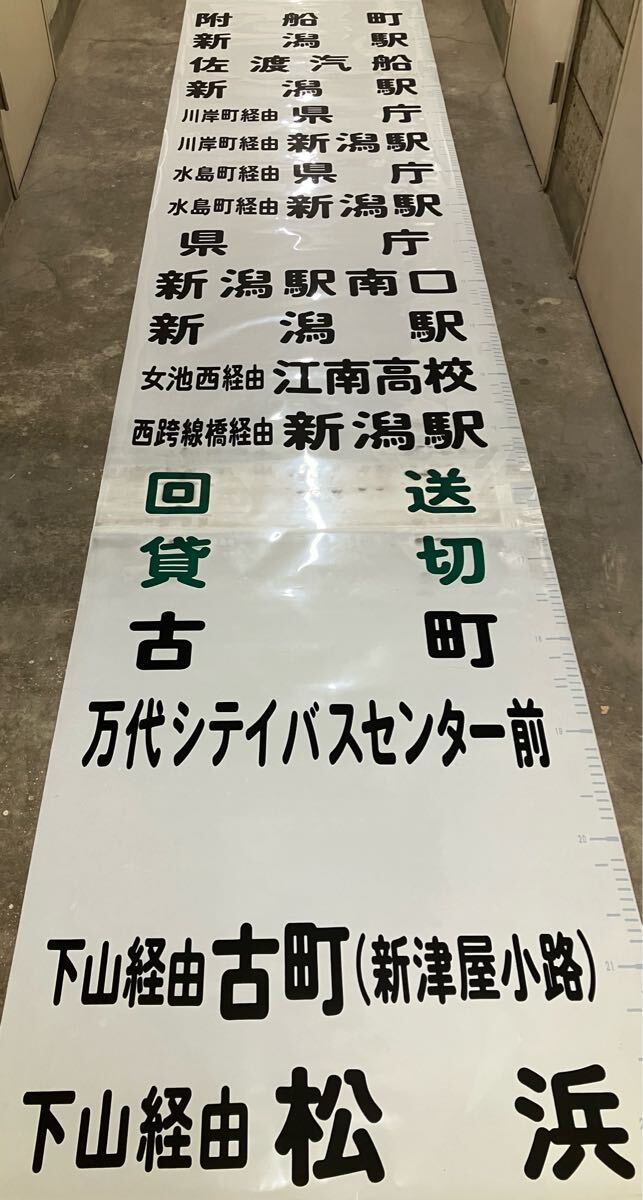 附船町
新潟駅
佐渡汽船
新潟駅
川岸町経由 県庁
川岸町経由 新潟駅
水島町経由 県庁
水島町経由 新潟駅
県庁
新潟駅南口
新潟駅
女池西経由 江南高校
西跨線橋経由 新潟駅
回送
貸切
古町
万代シテイバスセンター前
下山経由 古町(新津屋小路)
下山経由 松浜
17
18
19
20
21